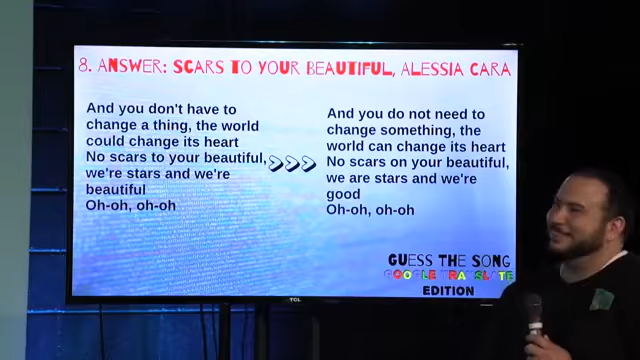 8. ANSWER: SCARS TO YOUR BEAUTIFUL, ALESSIA CARA
And you don't have to
change a thing, the world
could change its heart
No scars to your beautiful,
we're stars and we're
beautiful
Oh-oh, oh-oh
And you do not need to
change something, the
world can change its heart
No scars on your beautiful,
we are stars and we're
good
Oh-oh, oh-oh
GUESS THE SONG
GOOGLE TRANSLATE
EDITION
TCL